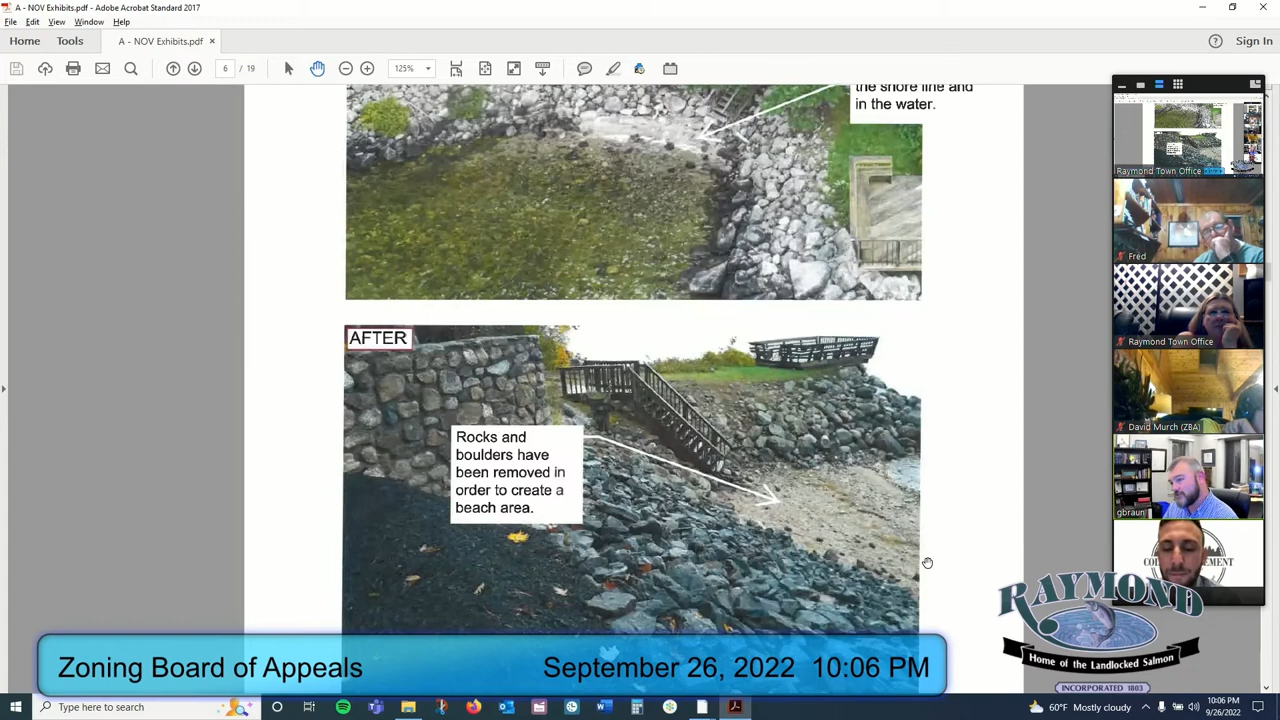 A - NOV Exhibits.pdf - Adobe Acrobat Standard 2017
File Edit View Window Help
Home Tools A - NOV Exhibits.pdf × Sign In
6 / 19 125%
the shore line and
in the water.
AFTER
Rocks and
boulders have
been removed in
order to create a
beach area.
Raymond Town Office
Fred
Raymond Town Office
David Murch (ZBA)
gbraun
RAYMOND
Home of the Landlocked Salmon
INCORPORATED 1803
Zoning Board of Appeals September 26, 2022 10:06 PM
Type here to search
60°F Mostly cloudy
10:06 PM
9/26/2022